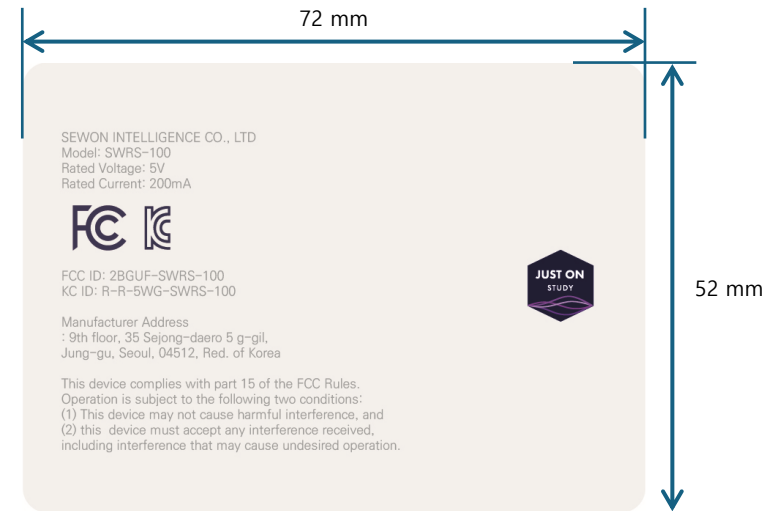 72 mm
SEWON INTELLIGENCE CO., LTD
Model: SWRS-100
Rated Voltage: 5V
Rated Current: 200mA
FC KC
FCC ID: 2BGUF-SWRS-100
KC ID: R-R-5WG-SWRS-100
JUST ON
STUDY
52 mm
Manufacturer Address
: 9th floor, 35 Sejong-daero 5 g-gil,
Jung-gu, Seoul, 04512, Red. of Korea
This device complies with part 15 of the FCC Rules.
Operation is subject to the following two conditions:
(1) This device may not cause harmful interference, and
(2) this  device must accept any interference received,
including interference that may cause undesired operation.